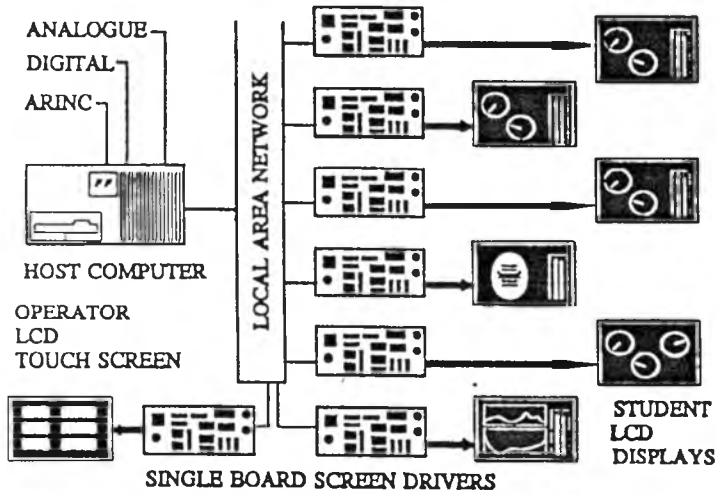 ANALOGUE
DIGITAL
ARINC
LOCAL AREA NETWORK
HOST COMPUTER
OPERATOR
LCD
TOUCH SCREEN
STUDENT
LCD
DISPLAYS
SINGLE BOARD SCREEN DRIVERS